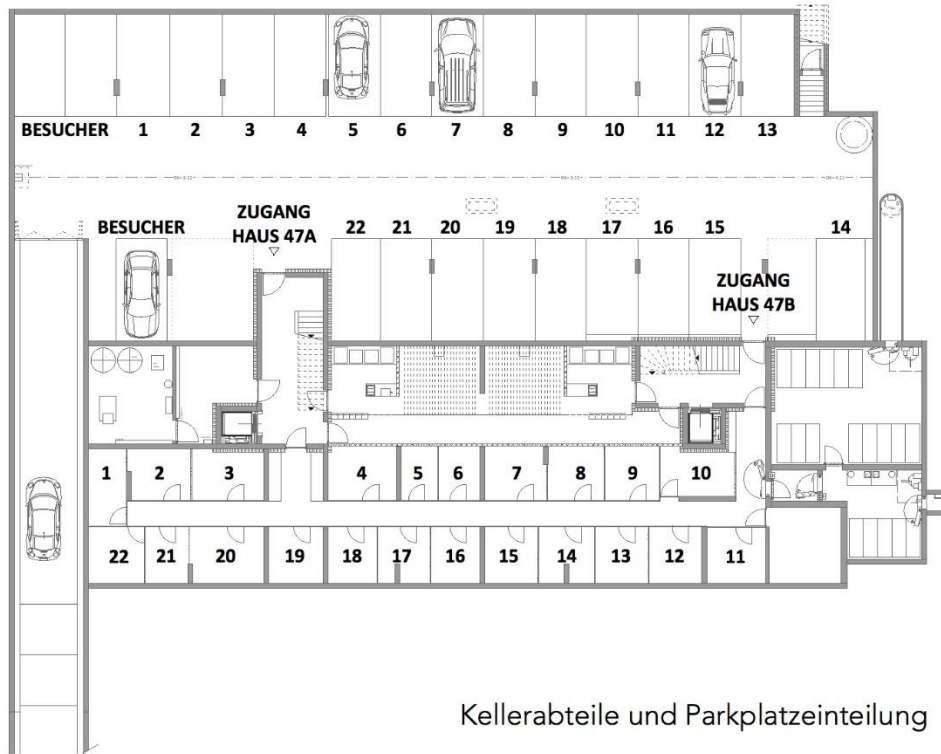 BESUCHER 1 2 3 4 5 6 7 8 9 10 11 12 13
BESUCHER
ZUGANG
HAUS 47A
22 21 20 19 18 17 16 15 14
ZUGANG
HAUS 47B
1 2 3 4 5 6 7 8 9 10
22 21 20 19 18 17 16 15 14 13 12 11
Kellerabteile und Parkplatzeinteilung